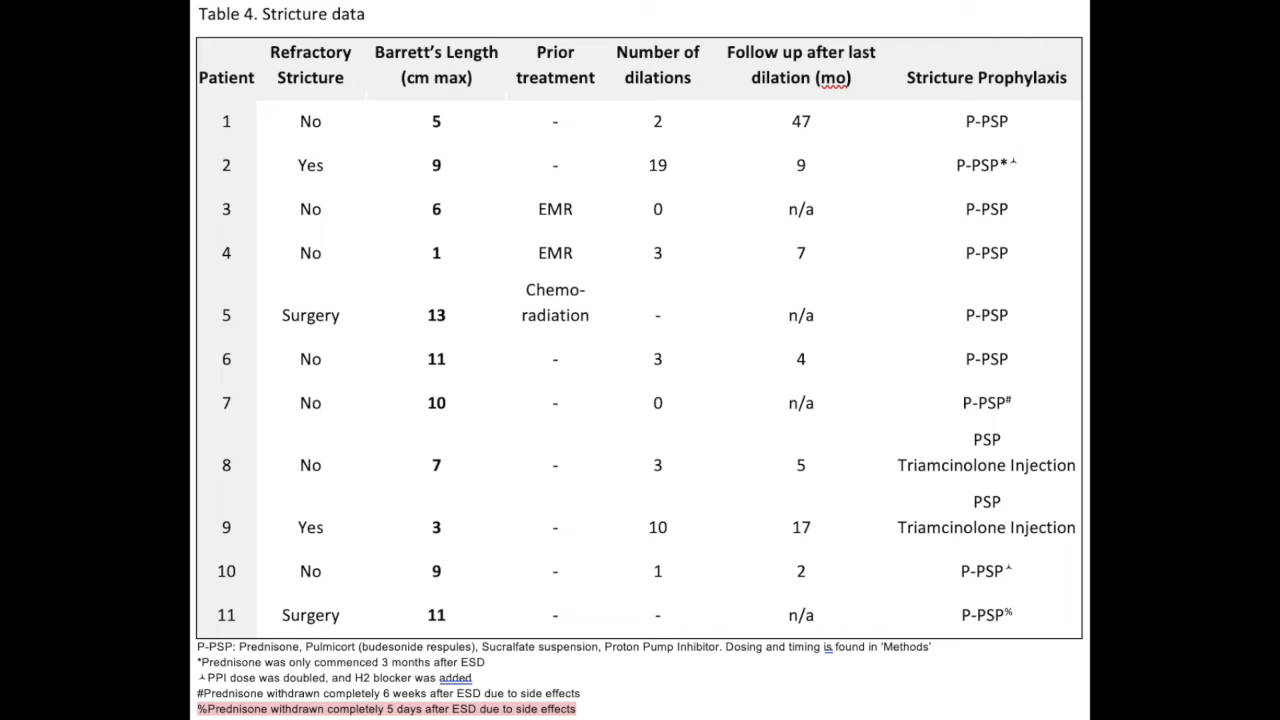 Table 4. Stricture data
Refractory Barrett's Length Prior Number of Follow up after last
Patient Stricture (cm max) treatment dilations dilation (mo) Stricture Prophylaxis
1 No 5 - 2 47 P-PSP
2 Yes 9 - 19 9 P-PSP*⅄
3 No 6 EMR 0 n/a P-PSP
4 No 1 EMR 3 7 P-PSP
Chemo-
5 Surgery 13 radiation - n/a P-PSP
6 No 11 - 3 4 P-PSP
7 No 10 - 0 n/a P-PSP#
PSP
8 No 7 - 3 5 Triamcinolone Injection
PSP
9 Yes 3 - 10 17 Triamcinolone Injection
10 No 9 - 1 2 P-PSP⅄
11 Surgery 11 - - n/a P-PSP%
P-PSP: Prednisone, Pulmicort (budesonide respules), Sucralfate suspension, Proton Pump Inhibitor. Dosing and timing is found in 'Methods'
*Prednisone was only commenced 3 months after ESD
⅄PPI dose was doubled, and H2 blocker was added
#Prednisone withdrawn completely 6 weeks after ESD due to side effects
%Prednisone withdrawn completely 5 days after ESD due to side effects